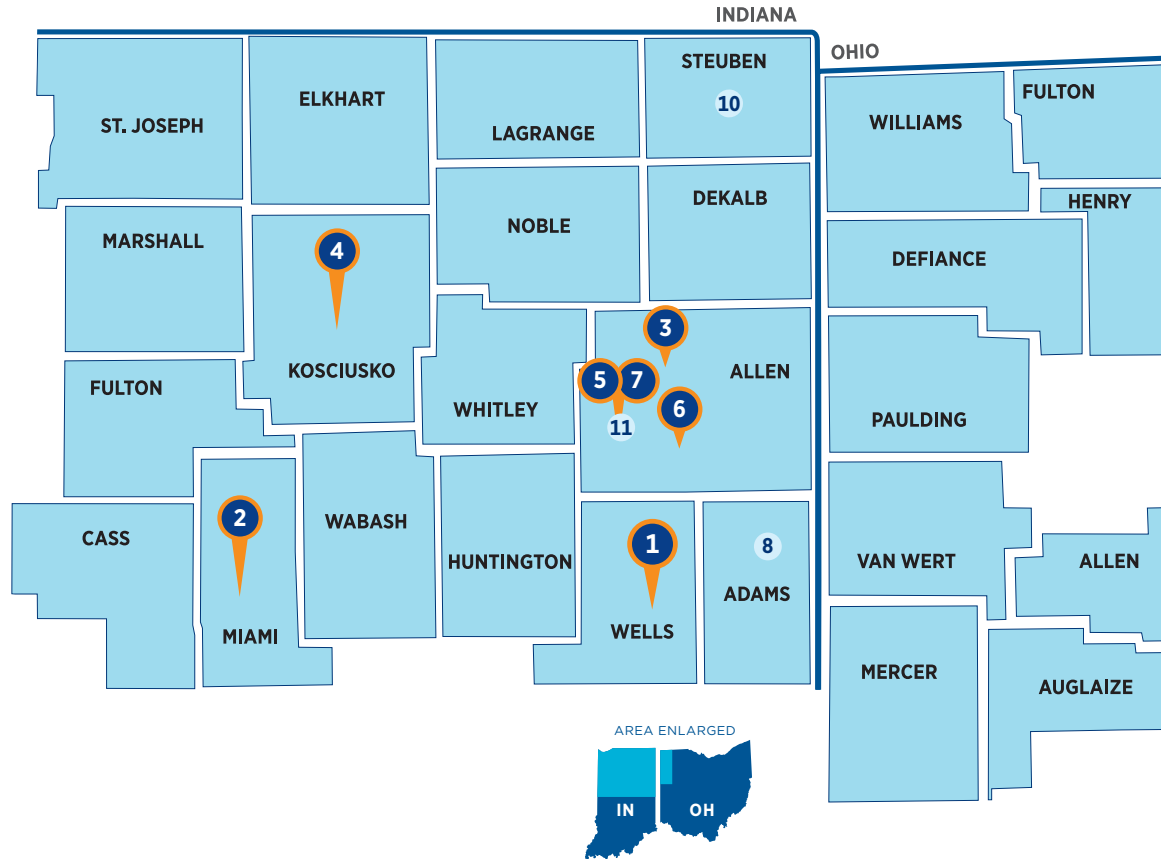 INDIANA
OHIO
STEUBEN
10
ELKHART
ST. JOSEPH
LAGRANGE
WILLIAMS
FULTON
DEKALB
HENRY
NOBLE
MARSHALL
4
DEFIANCE
3
KOSCIUSKO
ALLEN
5
7
FULTON
6
WHITLEY
11
PAULDING
2
WABASH
CASS
1
8
HUNTINGTON
VAN WERT
ALLEN
ADAMS
MIAMI
WELLS
MERCER
AUGLAIZE
AREA ENLARGED
IN
OH